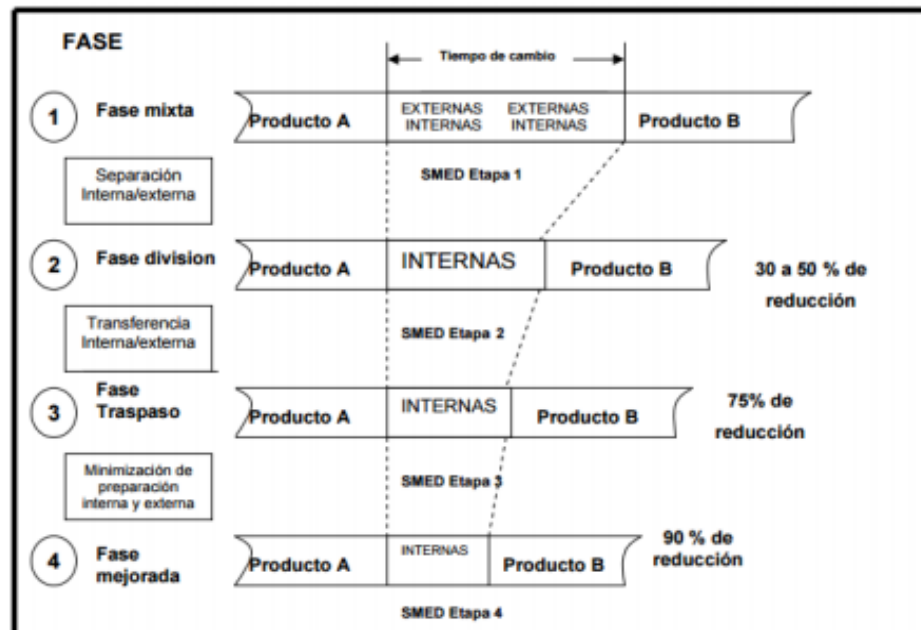 FASE
Tiempo de cambio
1
Fase mixta
Producto A
EXTERNAS EXTERNAS
INTERNAS INTERNAS
Producto B
Separación
Interna/externa
SMED Etapa 1
2
Fase division
Producto A
INTERNAS
Producto B
30 a 50 % de
reducción
Transferencia
Interna/externa
SMED Etapa 2
3
Fase
Traspaso
Producto A
INTERNAS
Producto B
75% de
reducción
Minimización de
preparación
interna y externa
SMED Etapa 3
4
Fase
mejorada
Producto A
INTERNAS
Producto B
90 % de
reducción
SMED Etapa 4